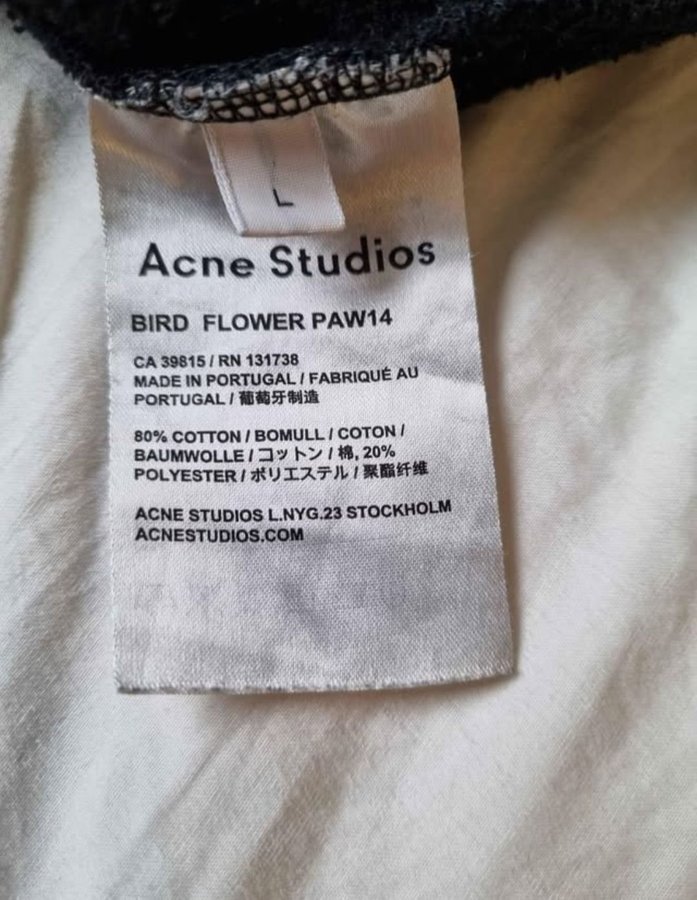 L
Acne Studios
BIRD FLOWER PAW14
CA 39815 / RN 131738
MADE IN PORTUGAL / FABRIQUÉ AU
PORTUGAL / 葡萄牙制造
80% COTTON / BOMULL / COTON /
BAUMWOLLE / コットン / 棉, 20%
POLYESTER / ポリエステル / 聚酯纤维
ACNE STUDIOS L.NYG.23 STOCKHOLM
ACNESTUDIOS.COM